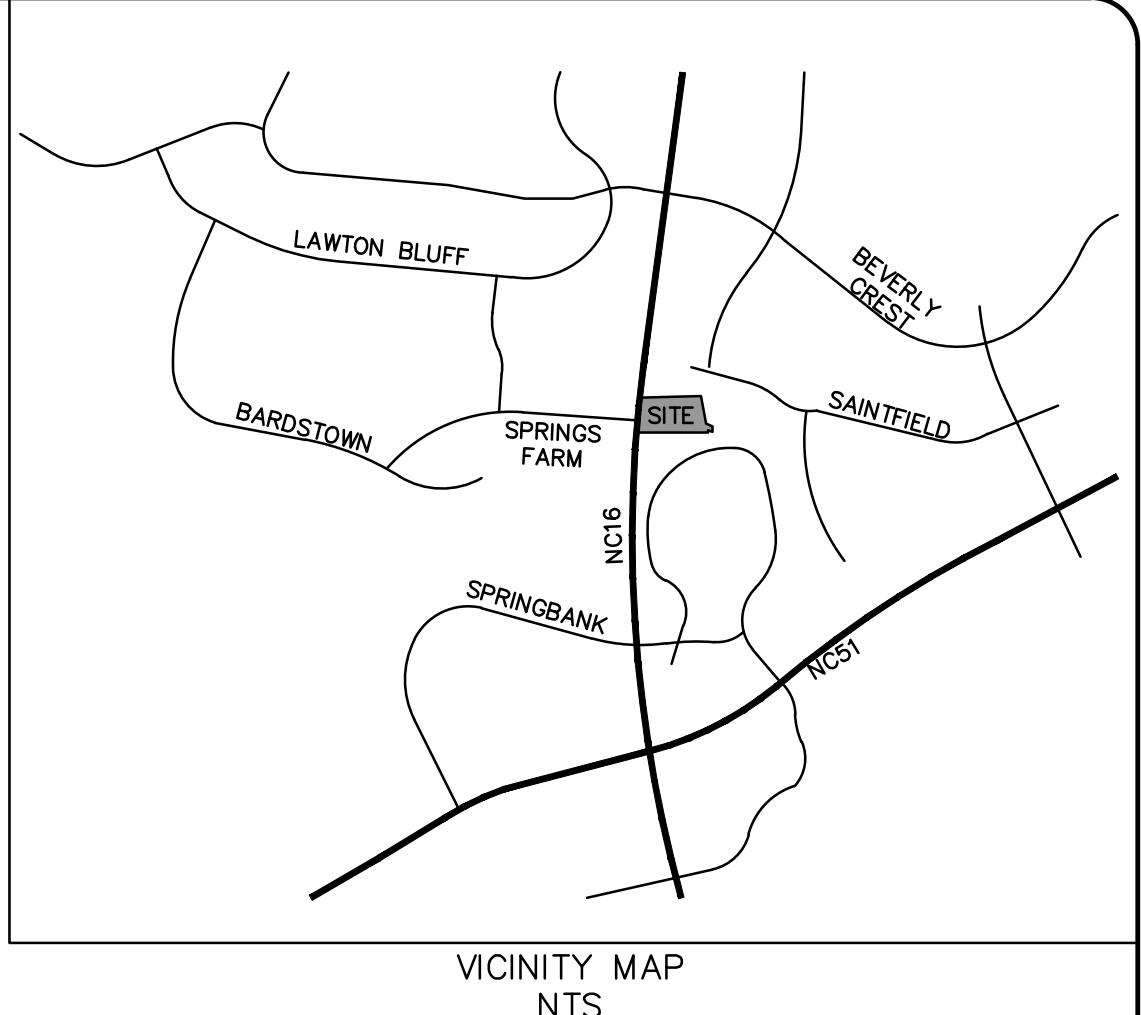 LAWTON BLUFF
BEVERLY
CREST
SITE
SAINTFIELD
BARDSTOWN
SPRINGS
FARM
NC16
SPRINGBANK
NC51
VICINITY MAP
NTS